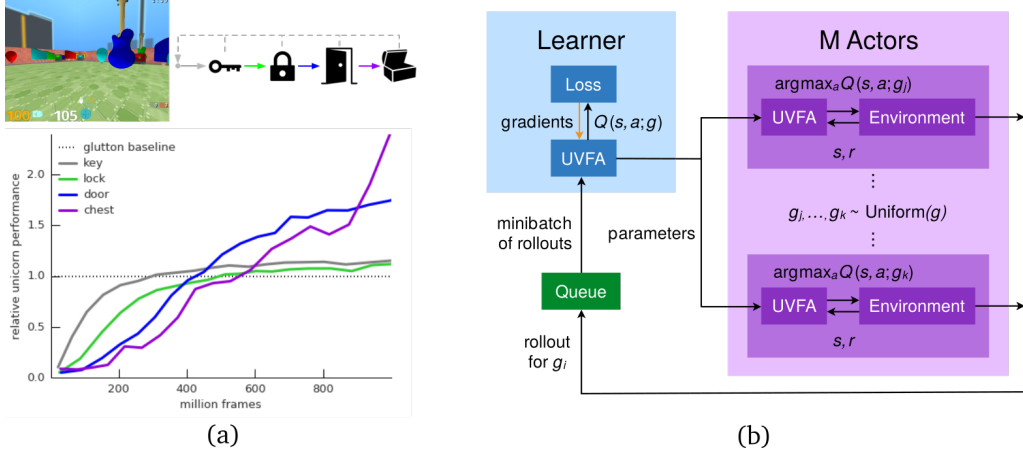 100
105
relative unicorn performance
glutton baseline
key
lock
door
chest
2.0
1.5
1.0
0.5
0.0
200
400
600
800
million frames
(a)
Learner
Loss
gradients
Q(s, a; g)
UVFA
minibatch
of rollouts
parameters
Queue
rollout
for gᵢ
M Actors
argmaxₐQ(s, a; gⱼ)
UVFA
Environment
s, r
⋮
gⱼ,…,gₖ ~ Uniform(g)
⋮
argmaxₐQ(s, a; gₖ)
UVFA
Environment
s, r
(b)